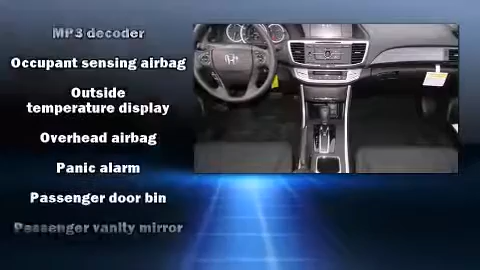 MP3 decoder
Occupant sensing airbag
Outside
temperature display
Overhead airbag
Panic alarm
Passenger door bin
Passenger vanity mirror